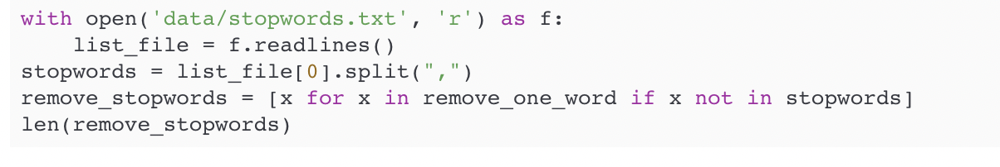 with open('data/stopwords.txt', 'r') as f:
    list_file = f.readlines()
stopwords = list_file[0].split(",")
remove_stopwords = [x for x in remove_one_word if x not in stopwords]
len(remove_stopwords)